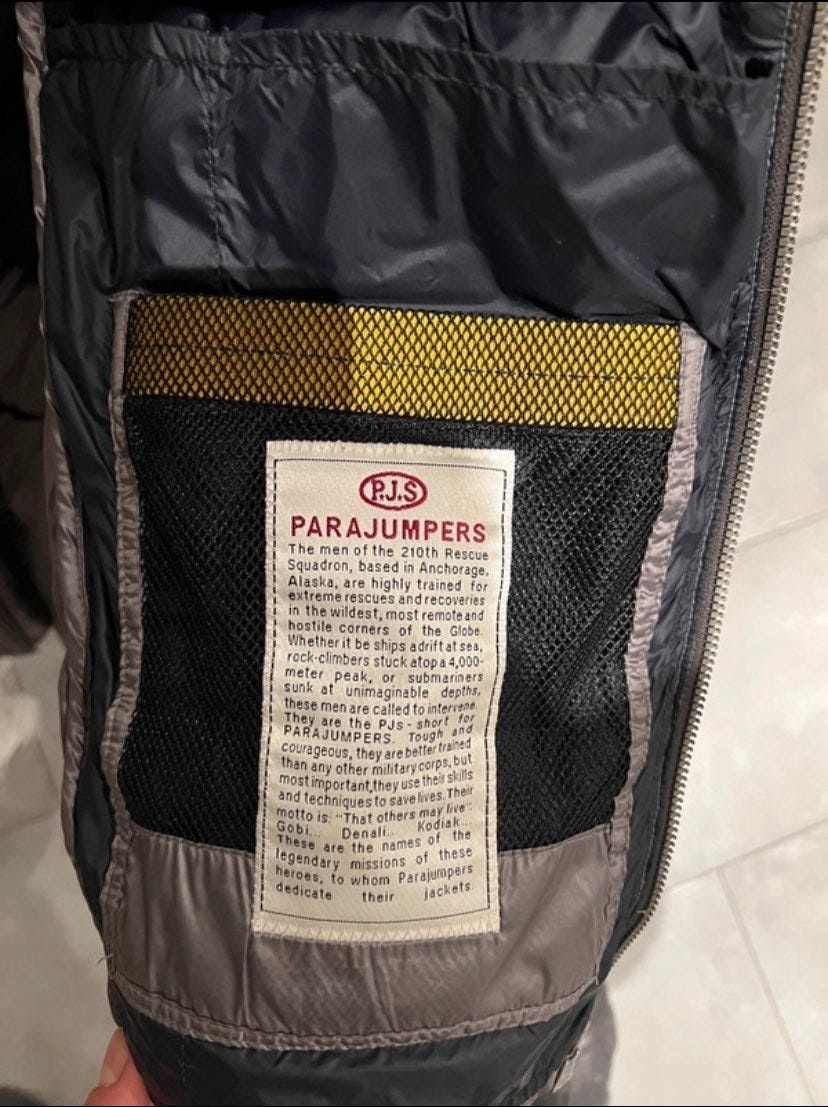 P.J.S
PARAJUMPERS
The men of the 210th Rescue
Squadron, based in Anchorage,
Alaska, are highly trained for
extreme rescues and recoveries
in the wildest, most remote and
hostile corners of the Globe.
Whether it be ships adrift at sea,
rock-climbers stuck atop a 4,000-
meter peak, or submariners
sunk at unimaginable depths,
these men are called to intervene.
They are the PJs - short for
PARAJUMPERS. Tough and
courageous, they are better trained
than any other military corps, but
most important,they use their skills
and techniques to save lives. Their
motto is: "That others may live":
Gobi... Denali... Kodiak...
These are the names of the
legendary missions of these
heroes, to whom Parajumpers
dedicate their jackets.